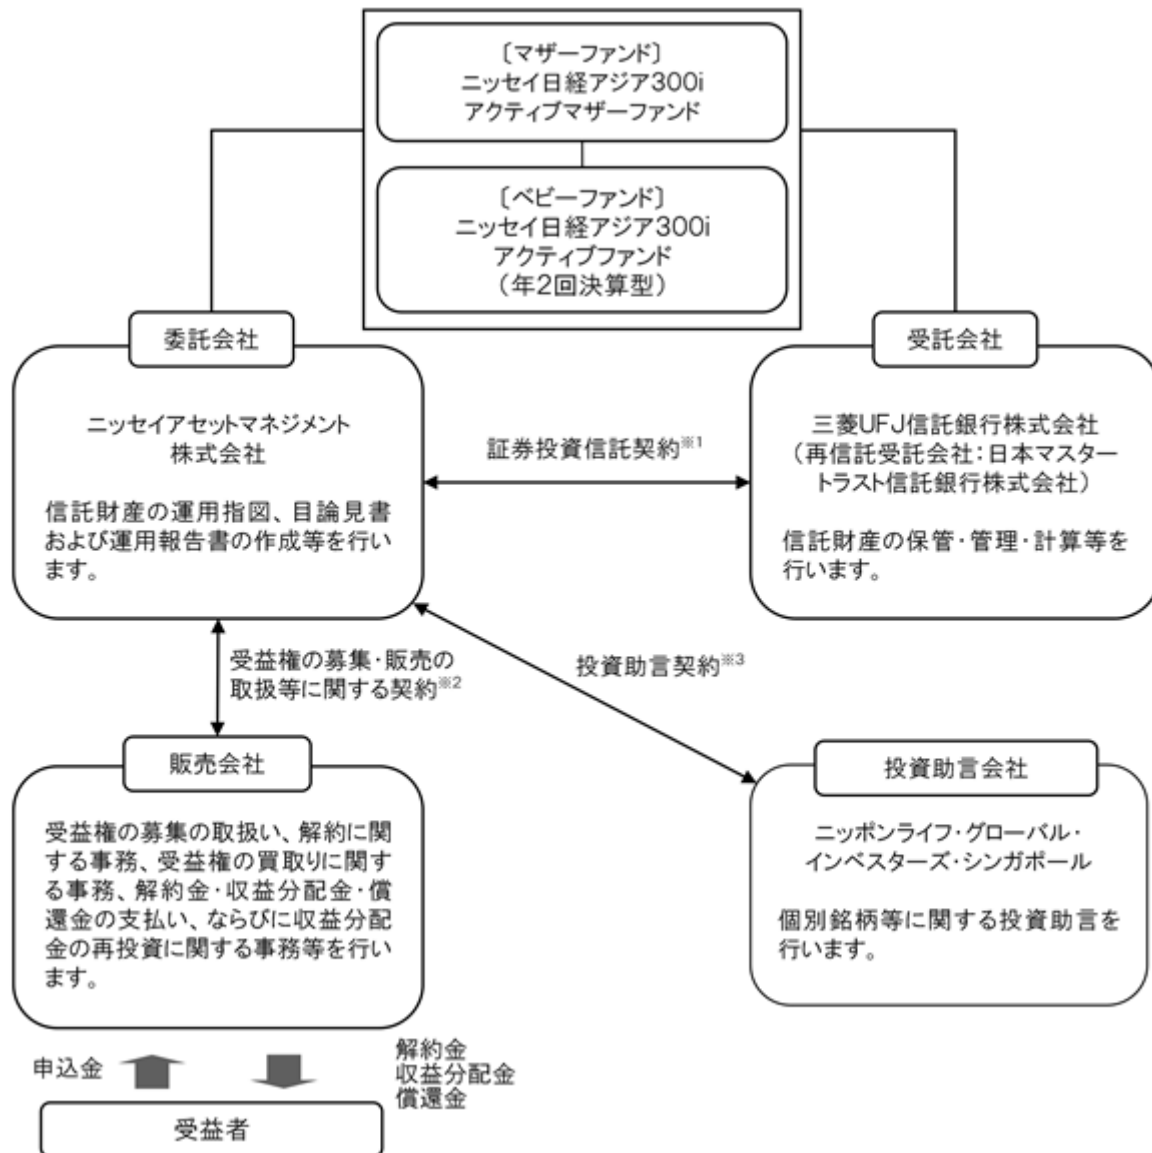 〔マザーファンド〕
ニッセイ日経アジア300i
アクティブマザーファンド
〔ベビーファンド〕
ニッセイ日経アジア300i
アクティブファンド
（年2回決算型）
委託会社
ニッセイアセットマネジメント
株式会社
信託財産の運用指図、目論見書
および運用報告書の作成等を行い
ます。
証券投資信託契約※1
受託会社
三菱UFJ信託銀行株式会社
（再信託受託会社：日本マスター
トラスト信託銀行株式会社）
信託財産の保管・管理・計算等を
行います。
受益権の募集・販売の
取扱等に関する契約※2
投資助言契約※3
販売会社
受益権の募集の取扱い、解約に関
する事務、受益権の買取りに関す
る事務、解約金・収益分配金・償
還金の支払い、ならびに収益分配
金の再投資に関する事務等を行い
ます。
投資助言会社
ニッポンライフ・グローバル・
インベスターズ・シンガポール
個別銘柄等に関する投資助言を
行います。
申込金
解約金
収益分配金
償還金
受益者